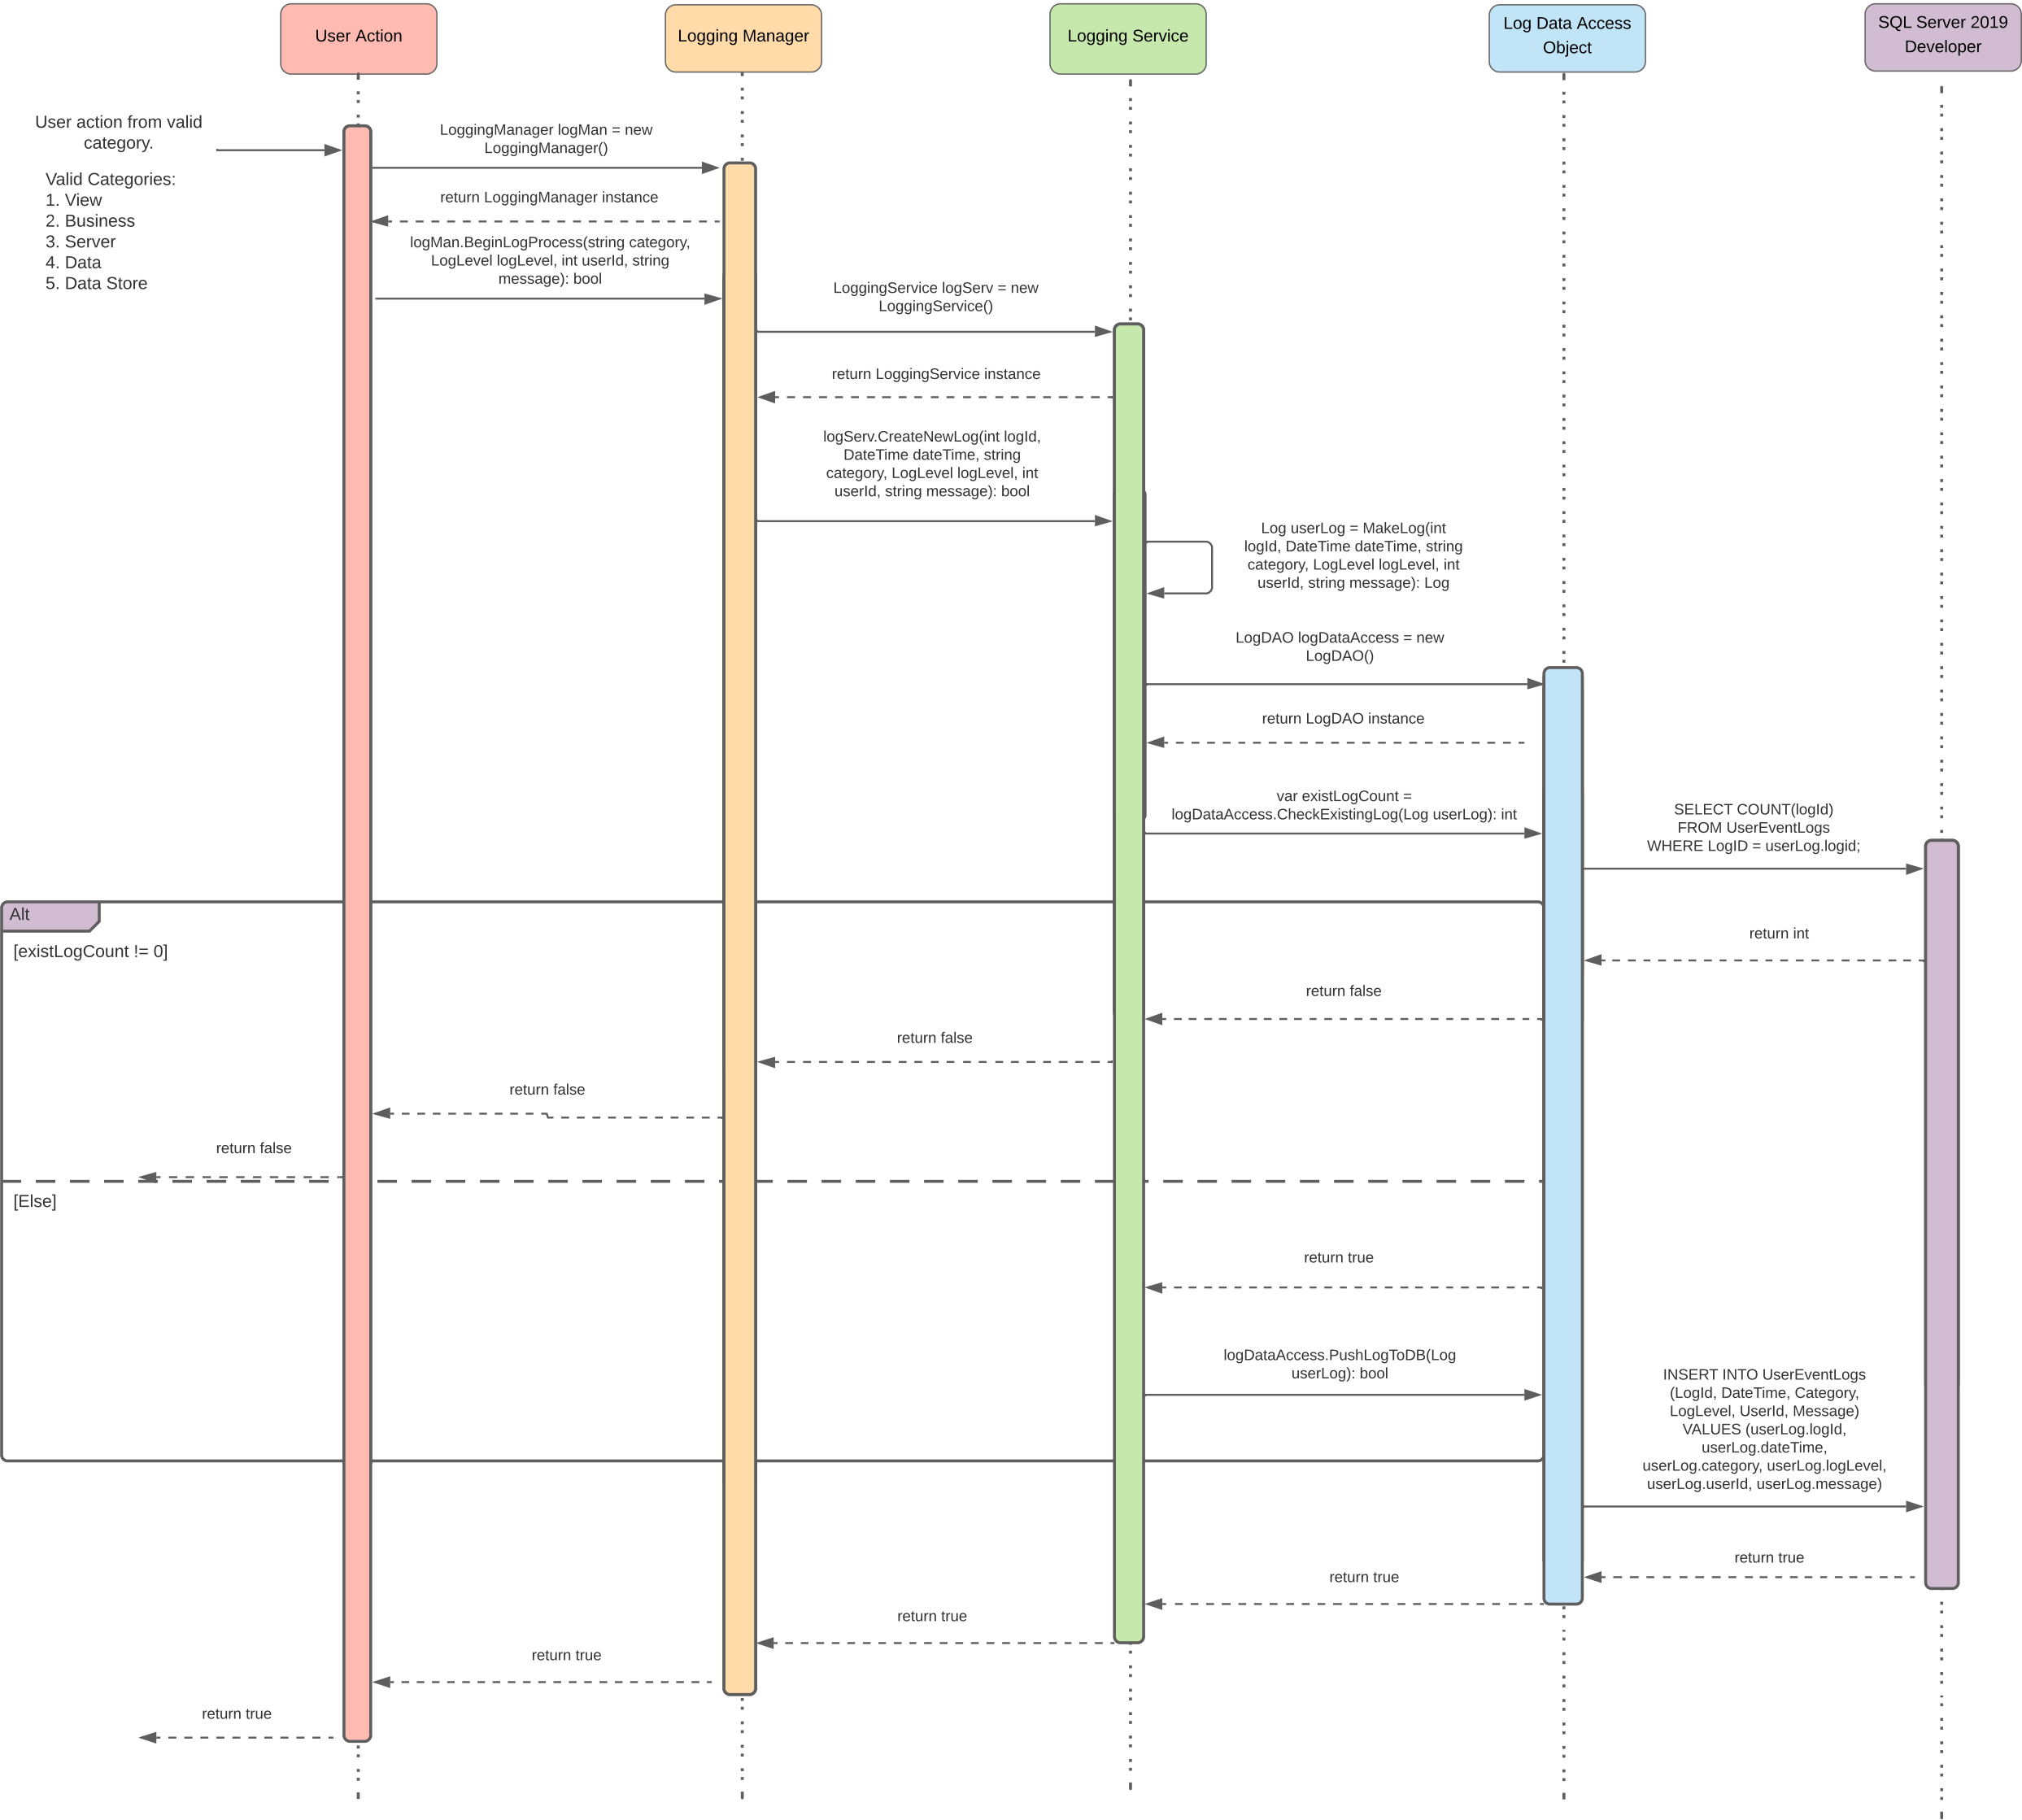 User Action
Logging Manager
Logging Service
Log Data Access
Object
SQL Server 2019
Developer
User action from valid
category.
Valid Categories:
1. View
2. Business
3. Server
4. Data
5. Data Store
LoggingManager logMan = new
LoggingManager()
return LoggingManager instance
logMan.BeginLogProcess(string category,
LogLevel logLevel, int userId, string
message): bool
LoggingService logServ = new
LoggingService()
return LoggingService instance
logServ.CreateNewLog(int logId,
DateTime dateTime, string
category, LogLevel logLevel, int
userId, string message): bool
Log userLog = MakeLog(int
logId, DateTime dateTime, string
category, LogLevel logLevel, int
userId, string message): Log
LogDAO logDataAccess = new
LogDAO()
return LogDAO instance
var existLogCount =
logDataAccess.CheckExistingLog(Log userLog): int
SELECT COUNT(logId)
FROM UserEventLogs
WHERE LogID = userLog.logid;
Alt
[existLogCount != 0]
return int
return false
return false
return false
return false
[Else]
return true
logDataAccess.PushLogToDB(Log
userLog): bool
INSERT INTO UserEventLogs
(LogId, DateTime, Category,
LogLevel, UserId, Message)
VALUES (userLog.logId,
userLog.dateTime,
userLog.category, userLog.logLevel,
userLog.userId, userLog.message)
return true
return true
return true
return true
return true